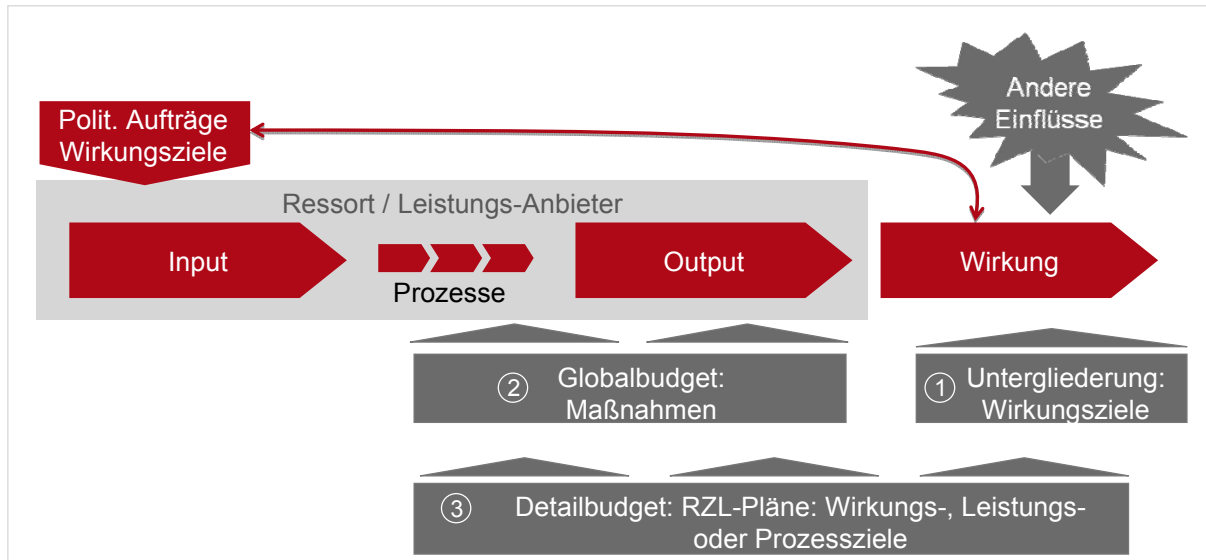 Andere
Einflüsse
Polit. Aufträge
Wirkungsziele
Ressort / Leistungs-Anbieter
Input
Prozesse
Output
Wirkung
② Globalbudget:
Maßnahmen
① Untergliederung:
Wirkungsziele
③ Detailbudget: RZL-Pläne: Wirkungs-, Leistungs-
oder Prozessziele